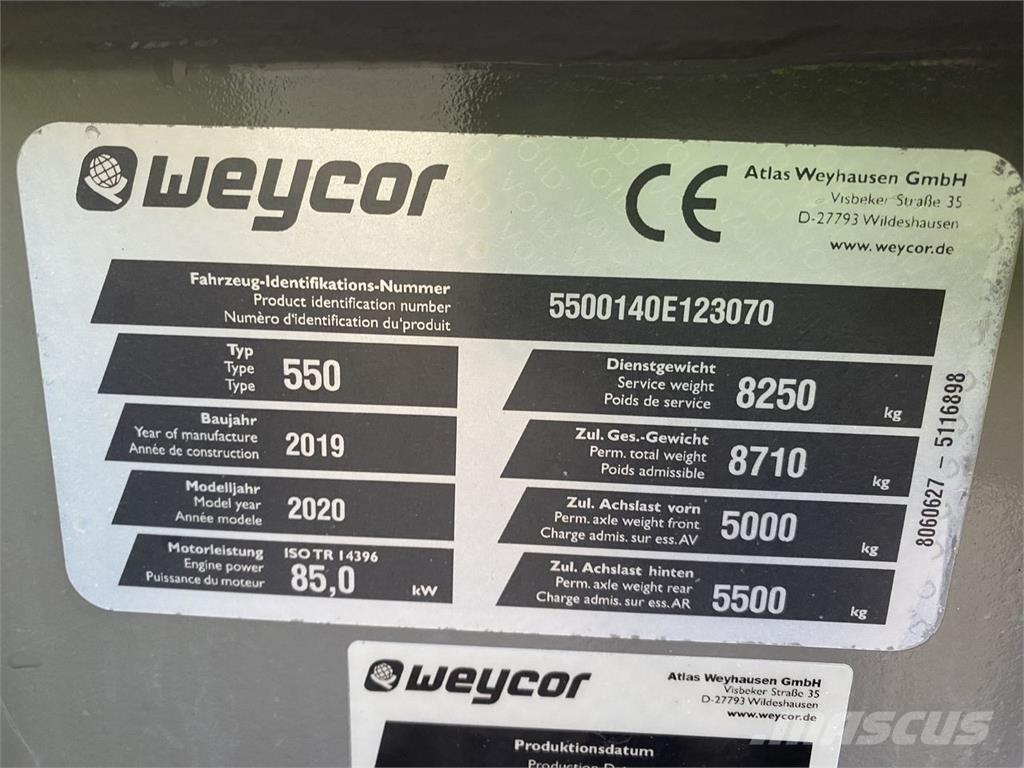 weycor
CE
Atlas Weyhausen GmbH
Visbeker Straße 35
D-27793 Wildeshausen
www.weycor.de
Fahrzeug-Identifikations-Nummer
Product identification number
Numèro d'identification du'produit
5500140E123070
Typ
Type
Type
550
Baujahr
Year of manufacture
Année de construction
2019
Modelljahr
Model year
Année modele
2020
Motorleistung
Engine power
Puissance du moteur
ISO TR 14396
85,0
kW
Dienstgewicht
Service weight
Poids de service
8250
kg
Zul. Ges.-Gewicht
Perm. total weight
Poids admissible
8710
kg
Zul. Achslast vorn
Perm. axle weight front
Charge admis. sur ess. AV
5000
kg
Zul. Achslast hinten
Perm. axle weight rear
Charge admis. sur ess. AR
5500
kg
8060627 - 5116898
weycor
Atlas Weyhausen GmbH
Visbeker Straße 35
D-27793 Wildeshausen
www.weycor.de
Produktionsdatum
Production
MASCUS